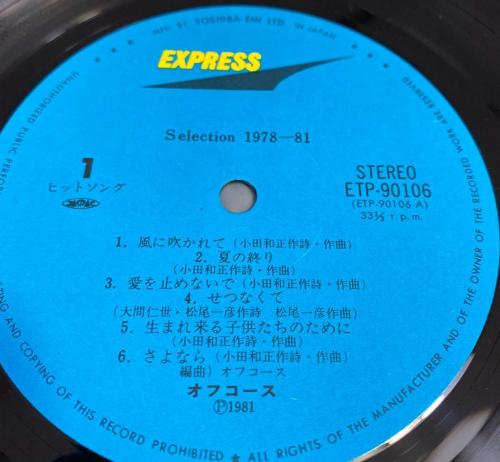 MFD BY TOSHIBA-EMI LTD. IN JAPAN
EXPRESS
Selection 1978—81
1
ヒットソング
JASRAC
STEREO
ETP-90106
(ETP-90106-A)
33⅓ r.p.m.
1. 風に吹かれて (小田和正作詩・作曲)
2. 夏の終り
(小田和正作詩・作曲)
3. 愛を止めないで (小田和正作詩・作曲)
4. せつなくて
(大間仁世・松尾一彦作詩 松尾一彦作曲)
5. 生まれ来る子供たちのために
(小田和正作詩・作曲)
6. さよなら (小田和正作詩・作曲)
編曲) オフコース
オフコース
Ⓟ1981
UNAUTHORIZED PUBLIC
AND COPYING OF THIS RECORD PROHIBITED ★ ALL RIGHTS OF THE MANUFACTURER AND OWNER OF THE RECORDED WORK ARE RESERVED